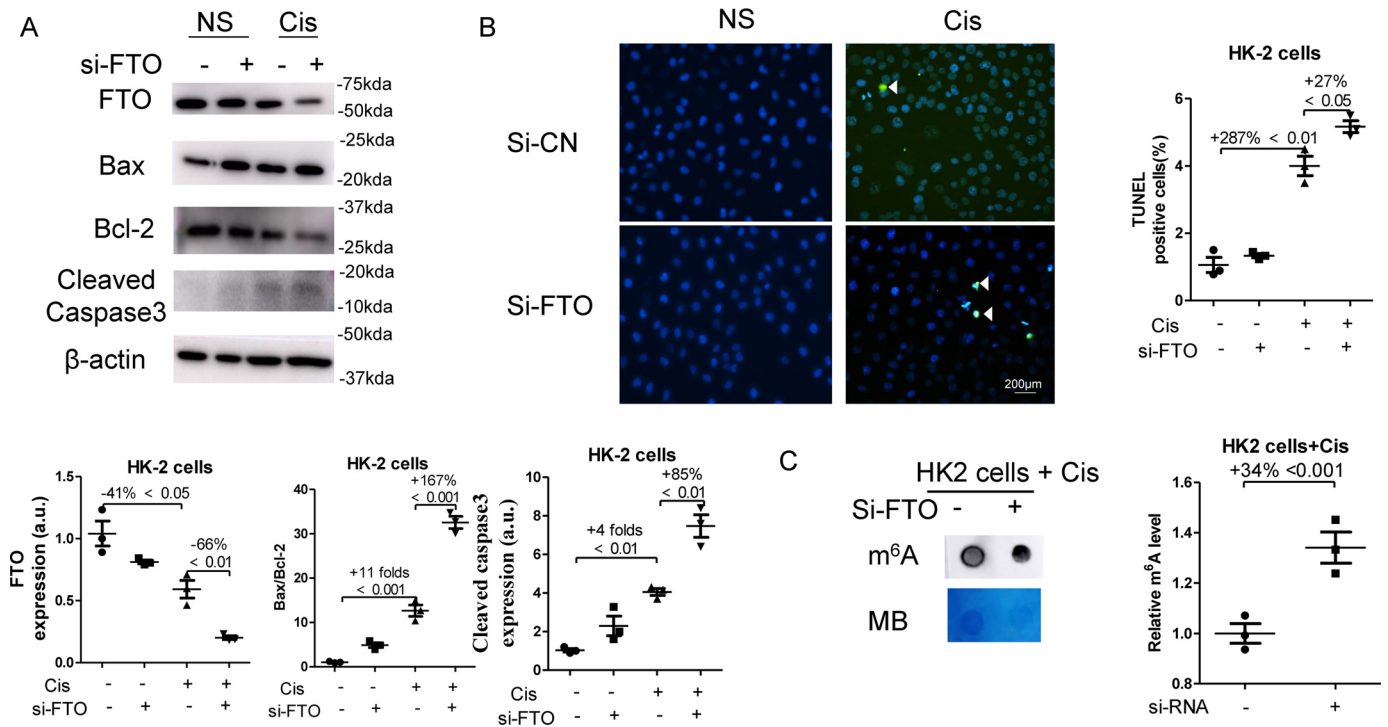 A
NS Cis
si-FTO - + - +
FTO
-75kda
-50kda
Bax
-25kda
-20kda
Bcl-2
-37kda
-25kda
Cleaved
Caspase3
-20kda
-10kda
β-actin
-50kda
-37kda
B
NS Cis
Si-CN
Si-FTO
200μm
HK-2 cells
+27%
< 0.05
+287% < 0.01
TUNEL
positive cells(%)
6
4
2
0
Cis - - + +
si-FTO - + - +
HK-2 cells
-41% < 0.05
-66%
< 0.01
FTO
expression (a.u.)
1.5
1.0
0.5
0.0
Cis - - + +
si-FTO - + - +
HK-2 cells
+167%
< 0.001
+11 folds
< 0.001
Bax/Bcl-2
40
30
20
10
0
Cis - - + +
si-FTO - + - +
HK-2 cells
+85%
< 0.01
+4 folds
< 0.01
Cleaved caspase3
expression (a.u.)
10
8
6
4
2
0
Cis - - + +
si-FTO - + - +
C
HK2 cells + Cis
Si-FTO - +
m⁶A
MB
HK2 cells+Cis
+34% <0.001
Relative m⁶A level
1.6
1.4
1.2
1.0
0.8
si-RNA - +